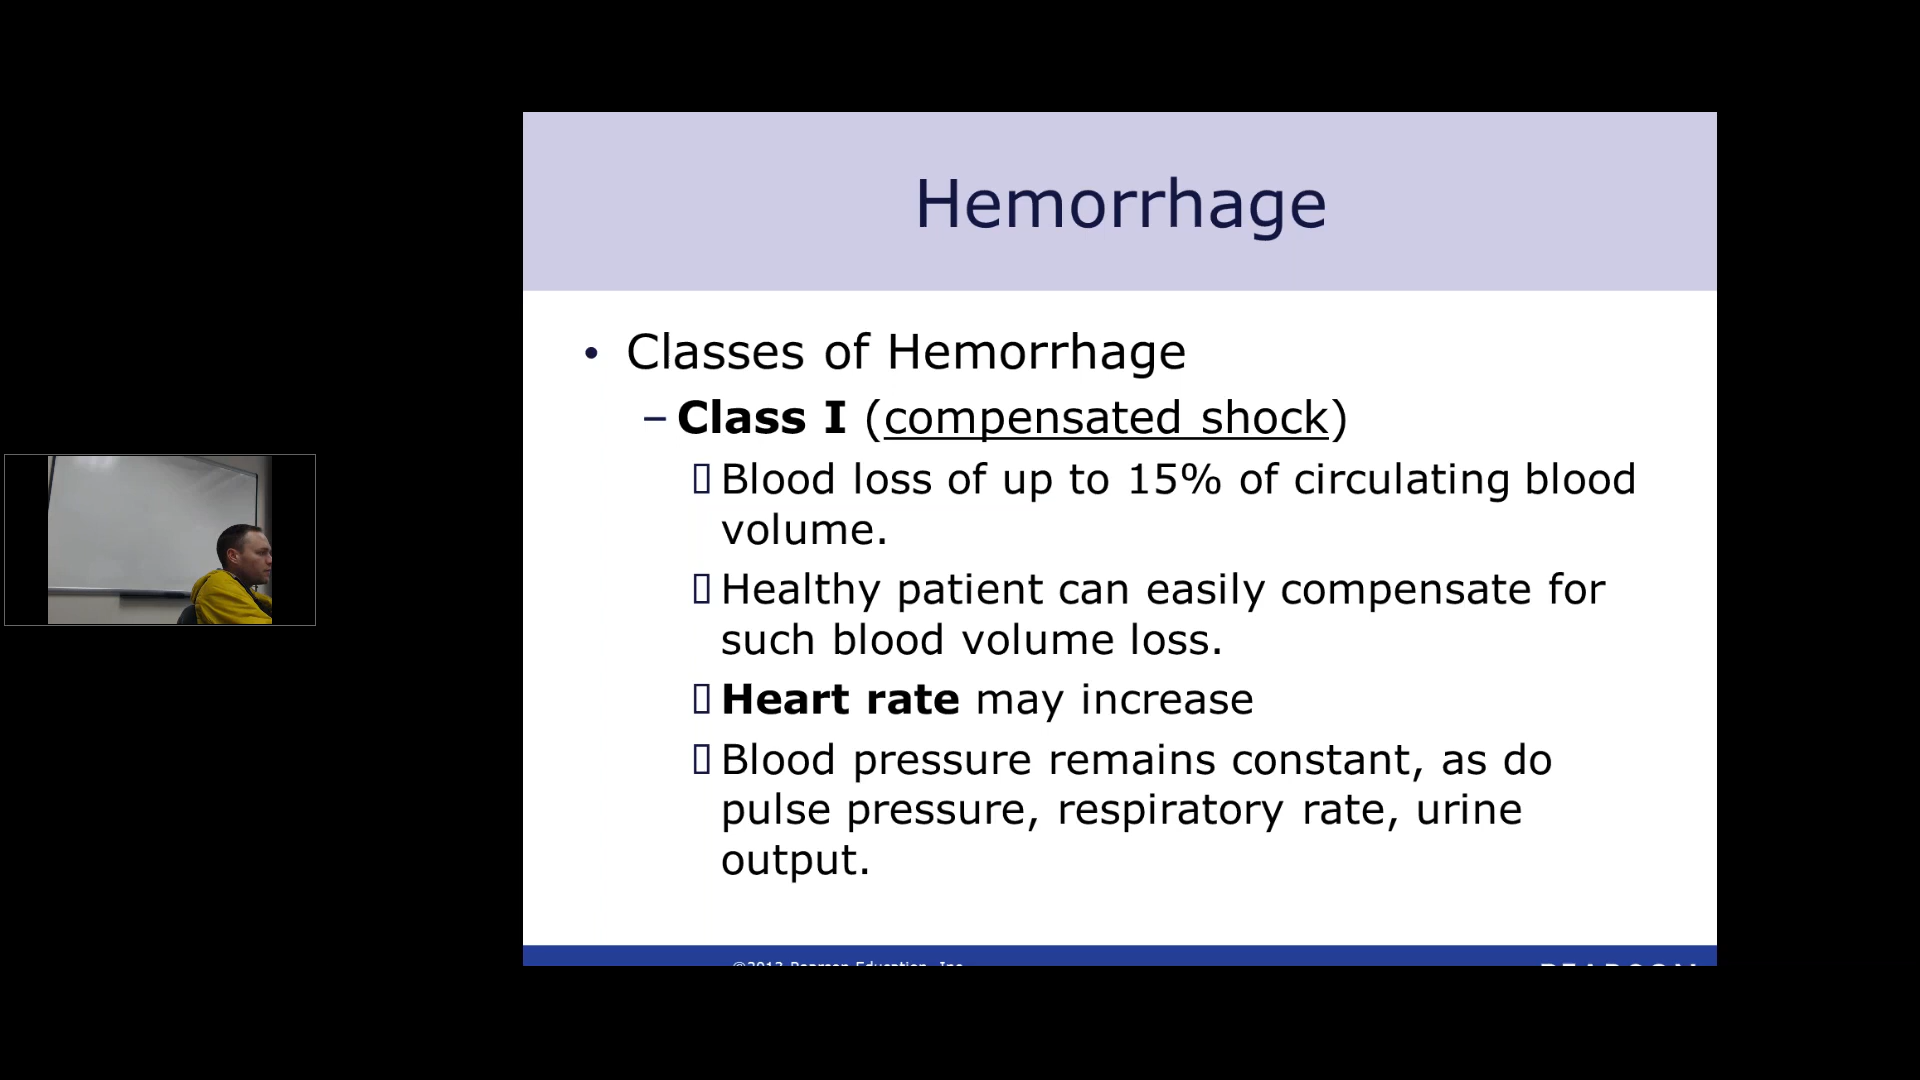 Hemorrhage
• Classes of Hemorrhage
– Class I (compensated shock)
Blood loss of up to 15% of circulating blood
volume.
Healthy patient can easily compensate for
such blood volume loss.
Heart rate may increase
Blood pressure remains constant, as do
pulse pressure, respiratory rate, urine
output.
©2013 Pearson Education, Inc.
PEARSON